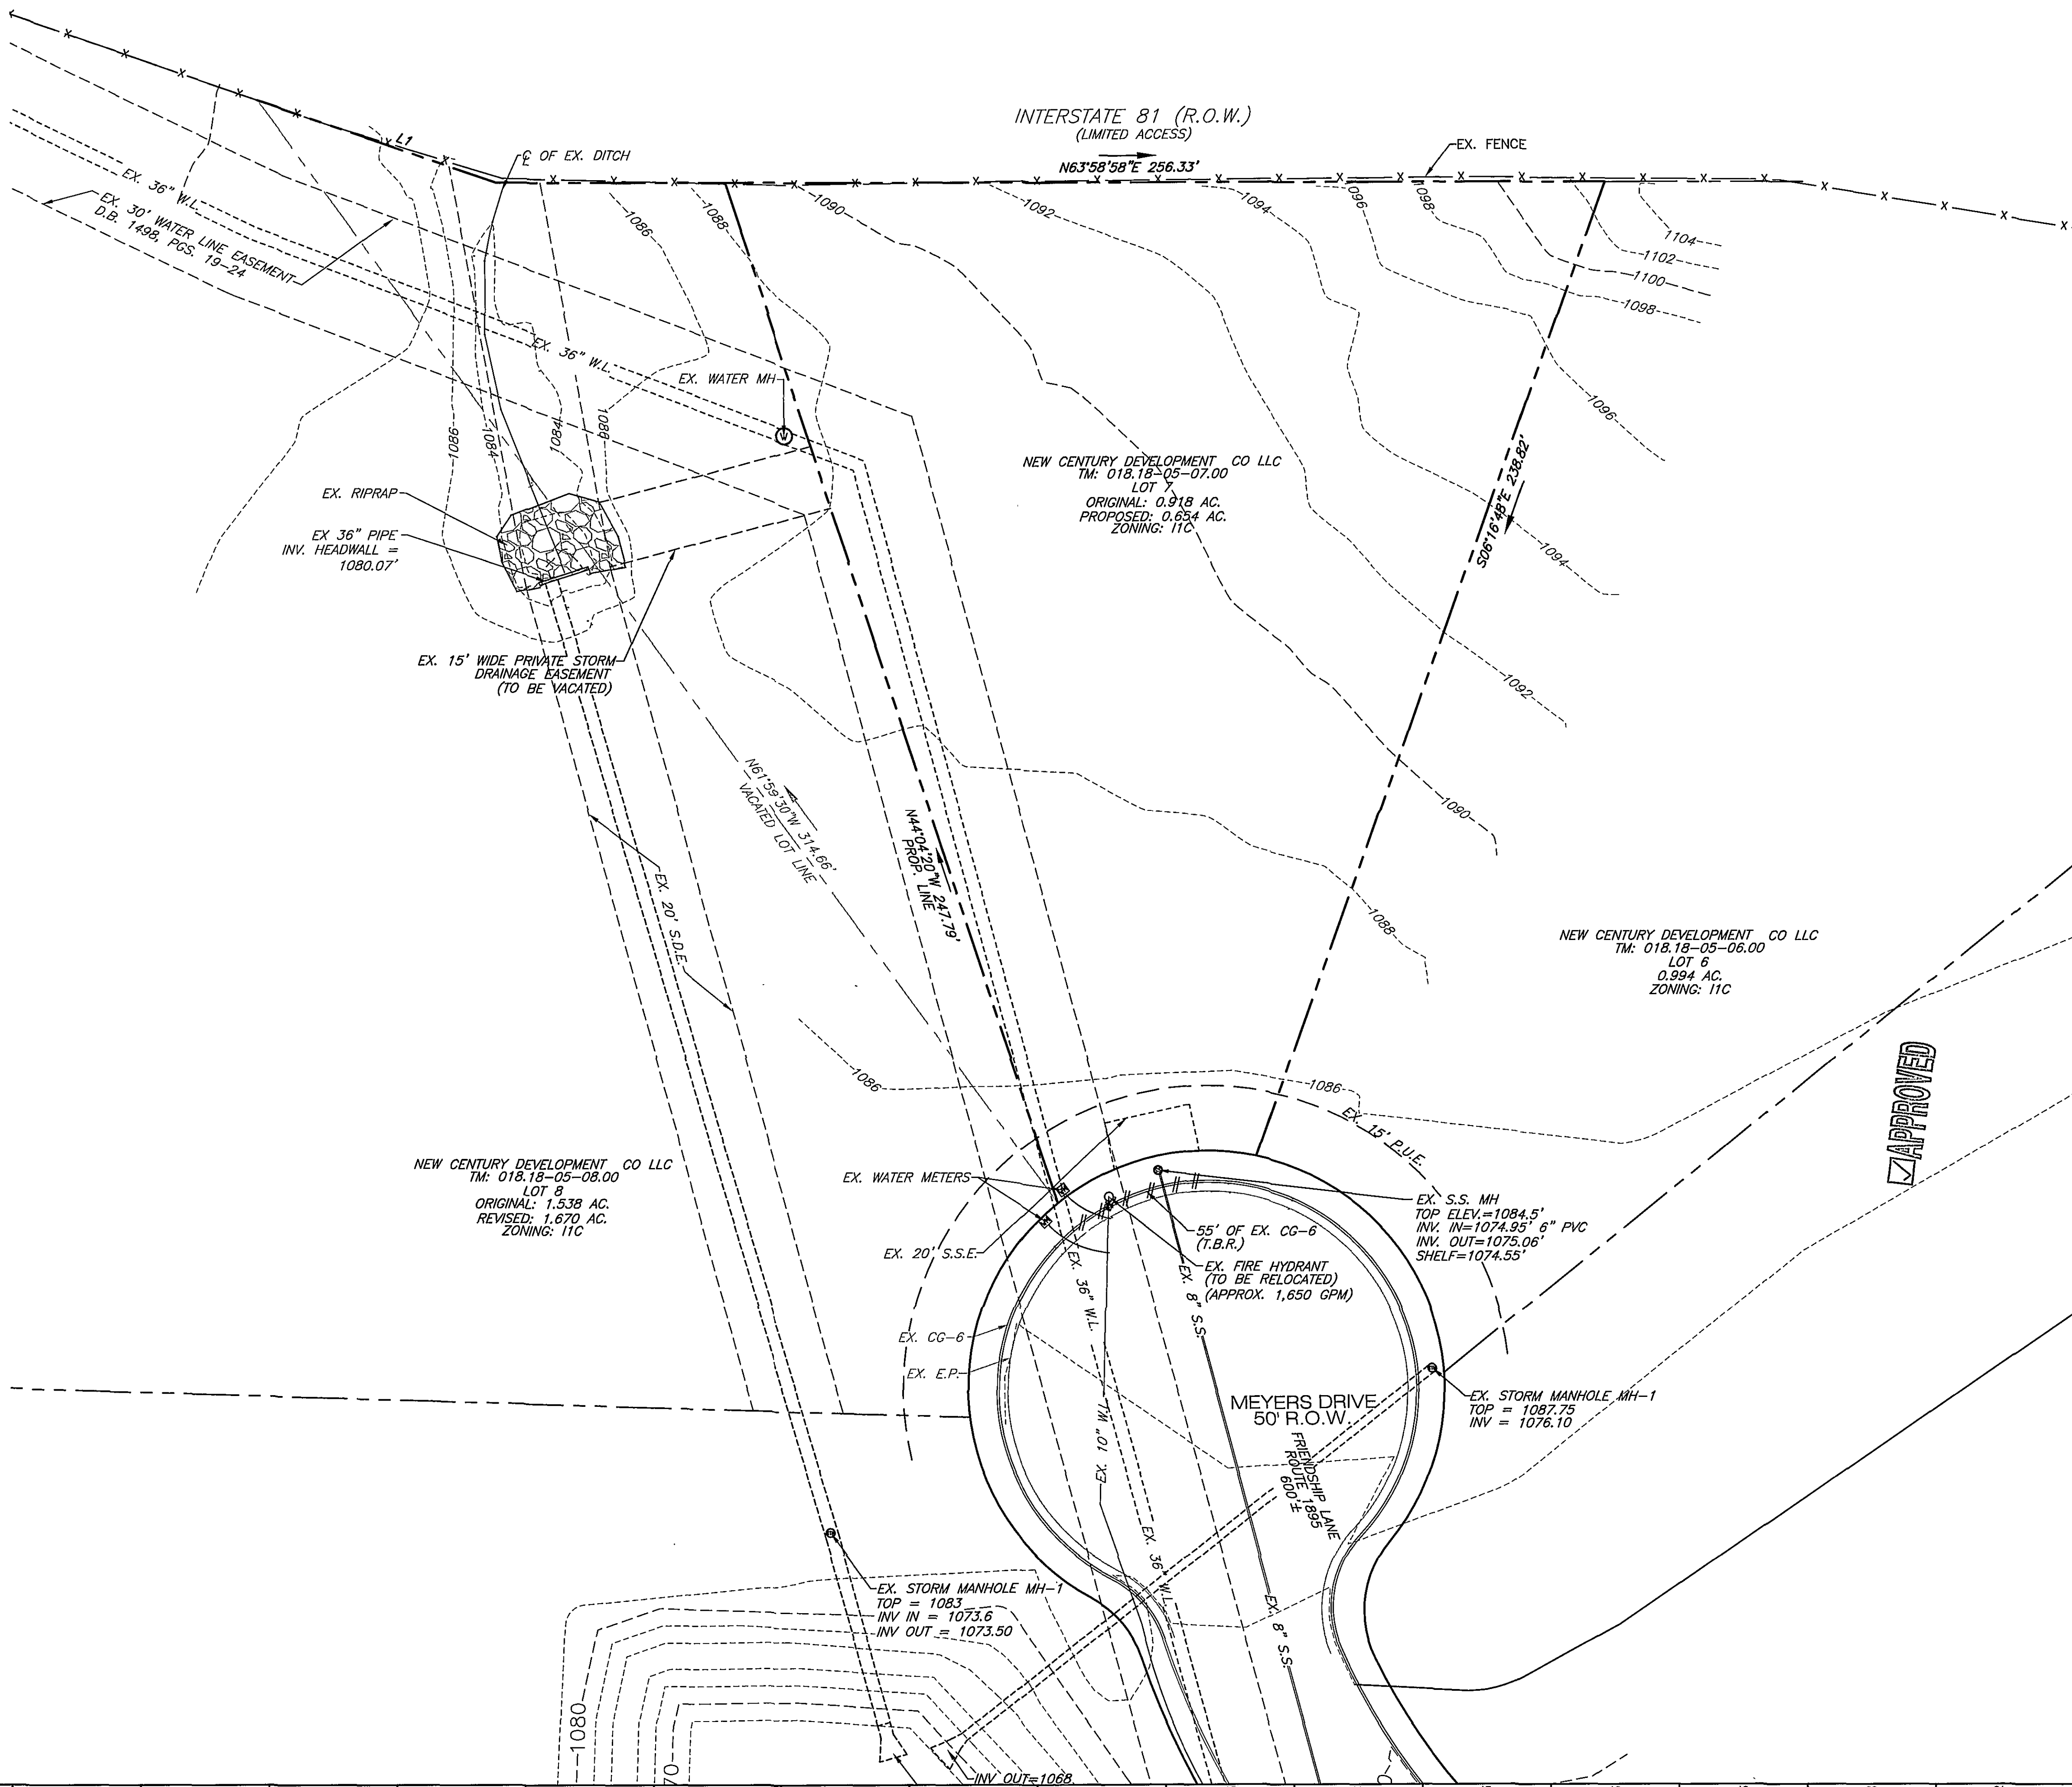 INTERSTATE 81 (R.O.W.)
(LIMITED ACCESS)
N63°58'58"E 256.33'
EX. FENCE
L1
℄ OF EX. DITCH
EX. 36" W.L.
EX. 30' WATER LINE EASEMENT
D.B. 1498, PGS. 19-24
1086
1088
1090
1092
1094
1096
1098
1104
1102
1100
1098
EX. 36" W.L.
EX. WATER MH
1086
1084
1084
1086
1096
EX. RIPRAP
EX 36" PIPE
INV. HEADWALL =
1080.07'
NEW CENTURY DEVELOPMENT CO LLC
TM: 018.18-05-07.00
LOT 7
ORIGINAL: 0.918 AC.
PROPOSED: 0.654 AC.
ZONING: I1C
S06°16'48"E 238.82'
1094
EX. 15' WIDE PRIVATE STORM
DRAINAGE EASEMENT
(TO BE VACATED)
1092
N61°59'30"W 314.66'
VACATED LOT LINE
N44°04'20"W 247.79'
PROP. LINE
1090
EX. 20' S.D.E.
1088
NEW CENTURY DEVELOPMENT CO LLC
TM: 018.18-05-06.00
LOT 6
0.994 AC.
ZONING: I1C
APPROVED
1086
1086
EX. 15' P.U.E.
NEW CENTURY DEVELOPMENT CO LLC
TM: 018.18-05-08.00
LOT 8
ORIGINAL: 1.538 AC.
REVISED: 1.670 AC.
ZONING: I1C
EX. WATER METERS
EX. 20' S.S.E.
EX. S.S. MH
TOP ELEV.=1084.5'
INV. IN=1074.95' 6" PVC
INV. OUT=1075.06'
SHELF=1074.55'
55' OF EX. CG-6
(T.B.R.)
EX. FIRE HYDRANT
(TO BE RELOCATED)
(APPROX. 1,650 GPM)
EX. 36" W.L.
EX. 8" S.S.
EX. CG-6
EX. E.P.
EX. 10" W.L.
MEYERS DRIVE
50' R.O.W.
FRIENDSHIP LANE
ROUTE 1895
600'±
EX. STORM MANHOLE MH-1
TOP = 1087.75
INV = 1076.10
EX. 36" W.L.
EX. 8" S.S.
EX. STORM MANHOLE MH-1
TOP = 1083
INV IN = 1073.6
INV OUT = 1073.50
1080
70
INV OUT=1068